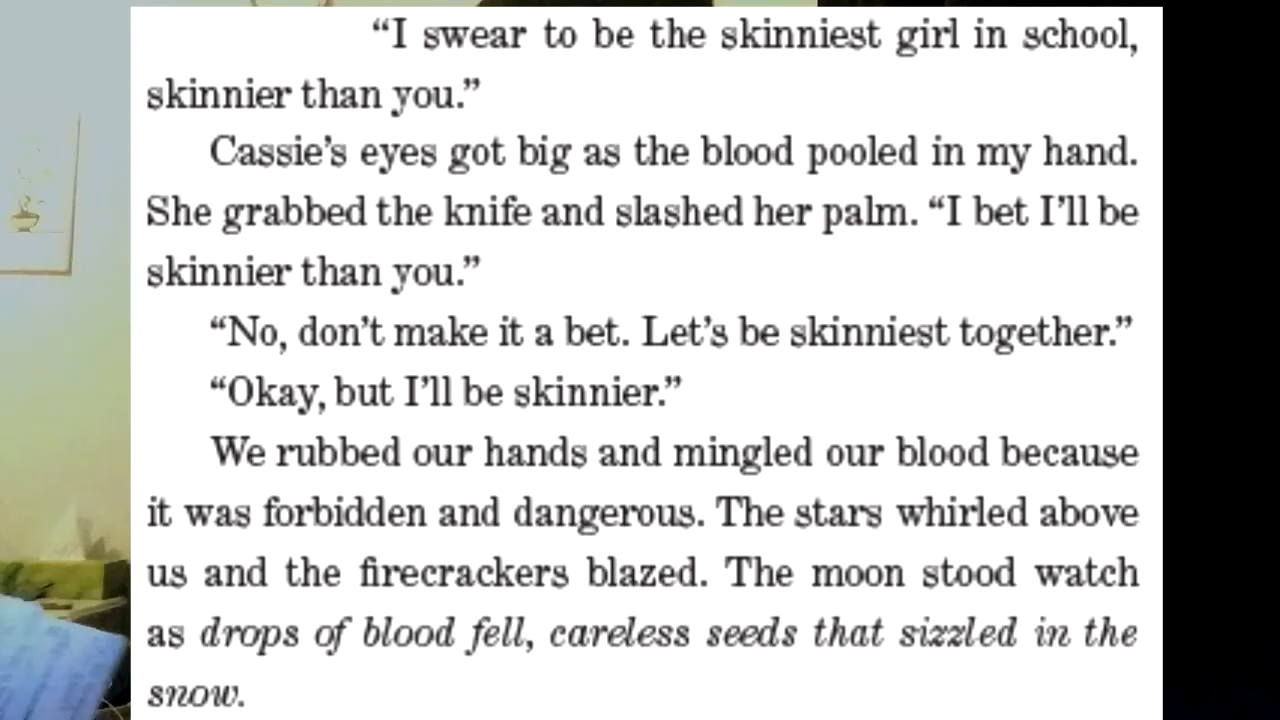 “I swear to be the skinniest girl in school,
skinnier than you.”
Cassie’s eyes got big as the blood pooled in my hand.
She grabbed the knife and slashed her palm. “I bet I’ll be
skinnier than you.”
“No, don’t make it a bet. Let’s be skinniest together.”
“Okay, but I’ll be skinnier.”
We rubbed our hands and mingled our blood because
it was forbidden and dangerous. The stars whirled above
us and the firecrackers blazed. The moon stood watch
as drops of blood fell, careless seeds that sizzled in the
snow.